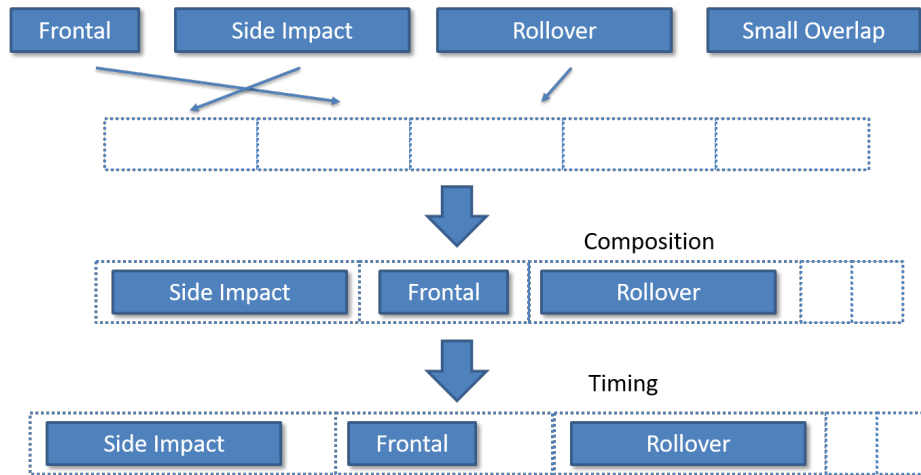 Frontal
Side Impact
Rollover
Small Overlap
Composition
Side Impact
Frontal
Rollover
Timing
Side Impact
Frontal
Rollover